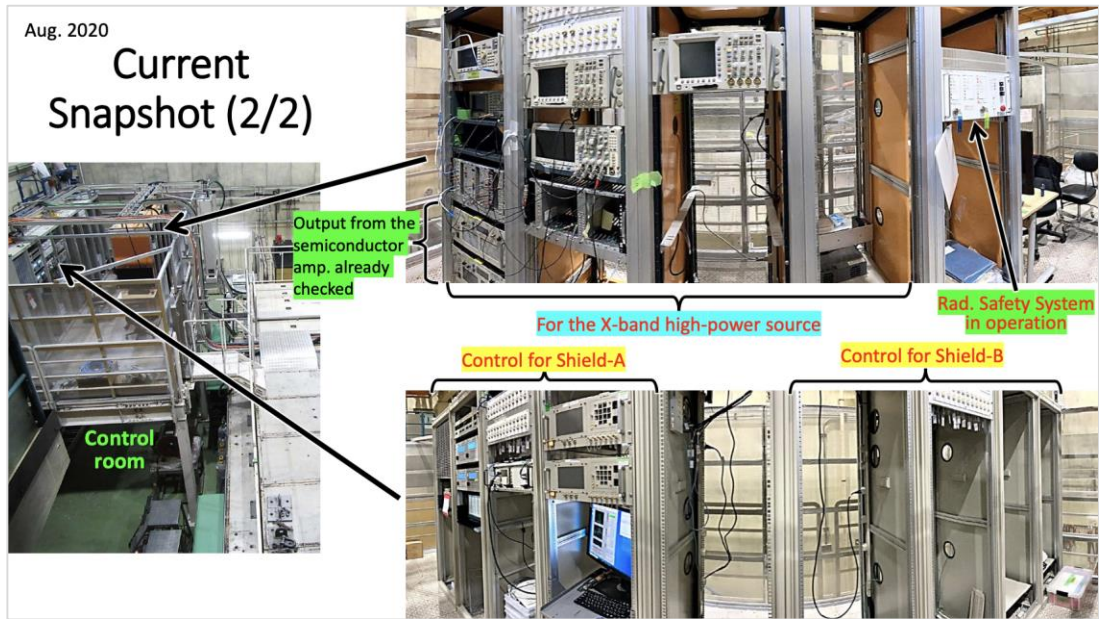 Aug. 2020
Current
Snapshot (2/2)
Output from the
semiconductor
amp. already
checked
For the X-band high-power source
Rad. Safety System
in operation
Control for Shield-A
Control for Shield-B
Control
room